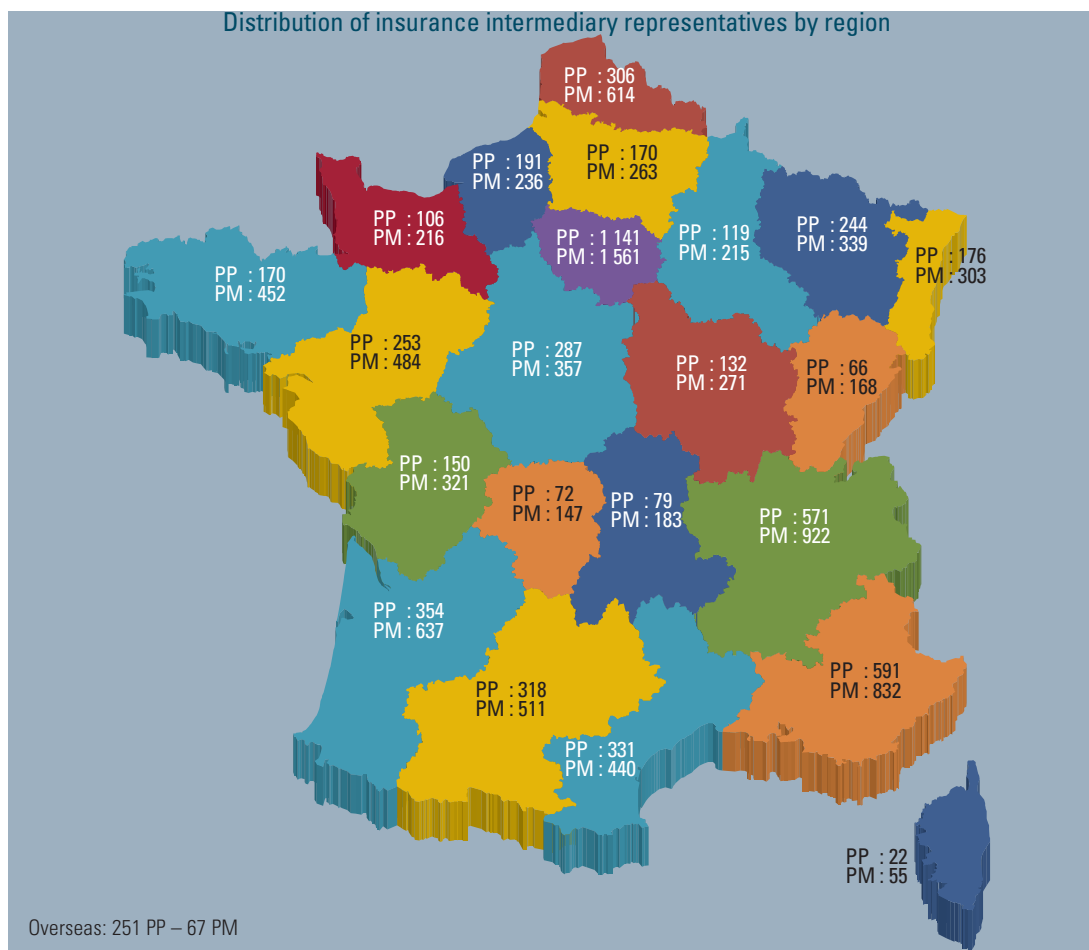 Distribution of insurance intermediary representatives by region
PP : 306
PM : 614
PP : 191
PM : 236
PP : 170
PM : 263
PP : 106
PM : 216
PP : 1 141
PM : 1 561
PP : 119
PM : 215
PP : 244
PM : 339
PP : 176
PM : 303
PP : 170
PM : 452
PP : 253
PM : 484
PP : 287
PM : 357
PP : 132
PM : 271
PP : 66
PM : 168
PP : 150
PM : 321
PP : 72
PM : 147
PP : 79
PM : 183
PP : 571
PM : 922
PP : 354
PM : 637
PP : 318
PM : 511
PP : 591
PM : 832
PP : 331
PM : 440
PP : 22
PM : 55
Overseas: 251 PP – 67 PM